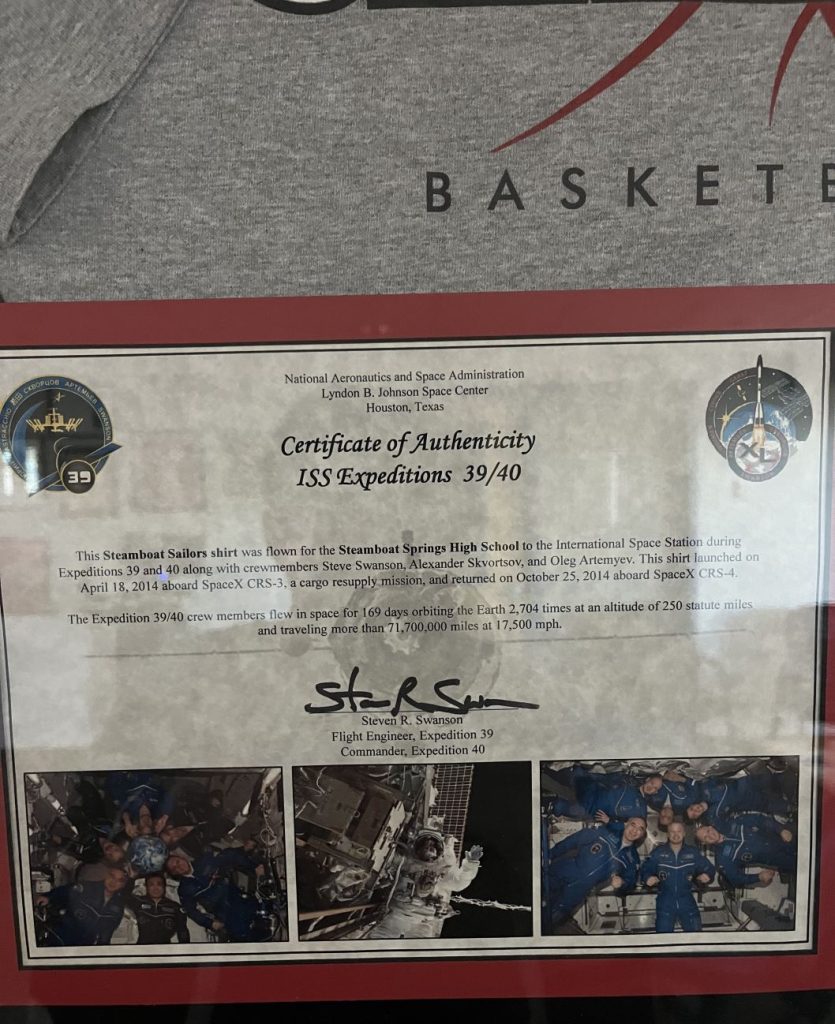 BASKETB
National Aeronautics and Space Administration
Lyndon B. Johnson Space Center
Houston, Texas
Certificate of Authenticity
ISS Expeditions 39/40
СКВОРЦОВ АРТЕМЬЕВ SWANSON
39
XL
This Steamboat Sailors shirt was flown for the Steamboat Springs High School to the International Space Station during
Expeditions 39 and 40 along with crewmembers Steve Swanson, Alexander Skvortsov, and Oleg Artemyev. This shirt launched on
April 18, 2014 aboard SpaceX CRS-3, a cargo resupply mission, and returned on October 25, 2014 aboard SpaceX CRS-4.
The Expedition 39/40 crew members flew in space for 169 days orbiting the Earth 2,704 times at an altitude of 250 statute miles
and traveling more than 71,700,000 miles at 17,500 mph.
Steven R. Swanson
Flight Engineer, Expedition 39
Commander, Expedition 40